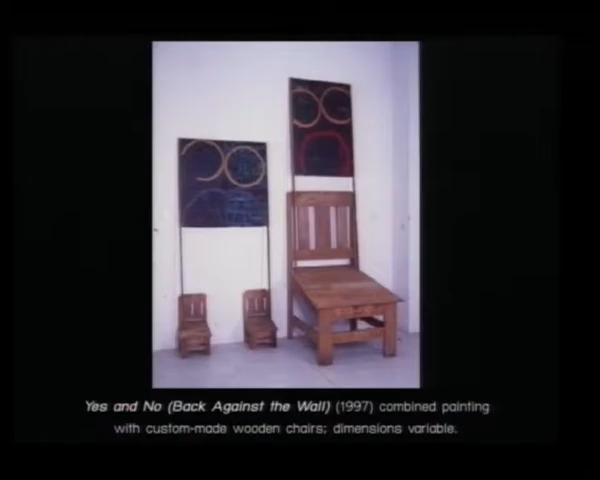 Yes and No (Back Against the Wall) (1997) combined painting
with custom-made wooden chairs; dimensions variable.